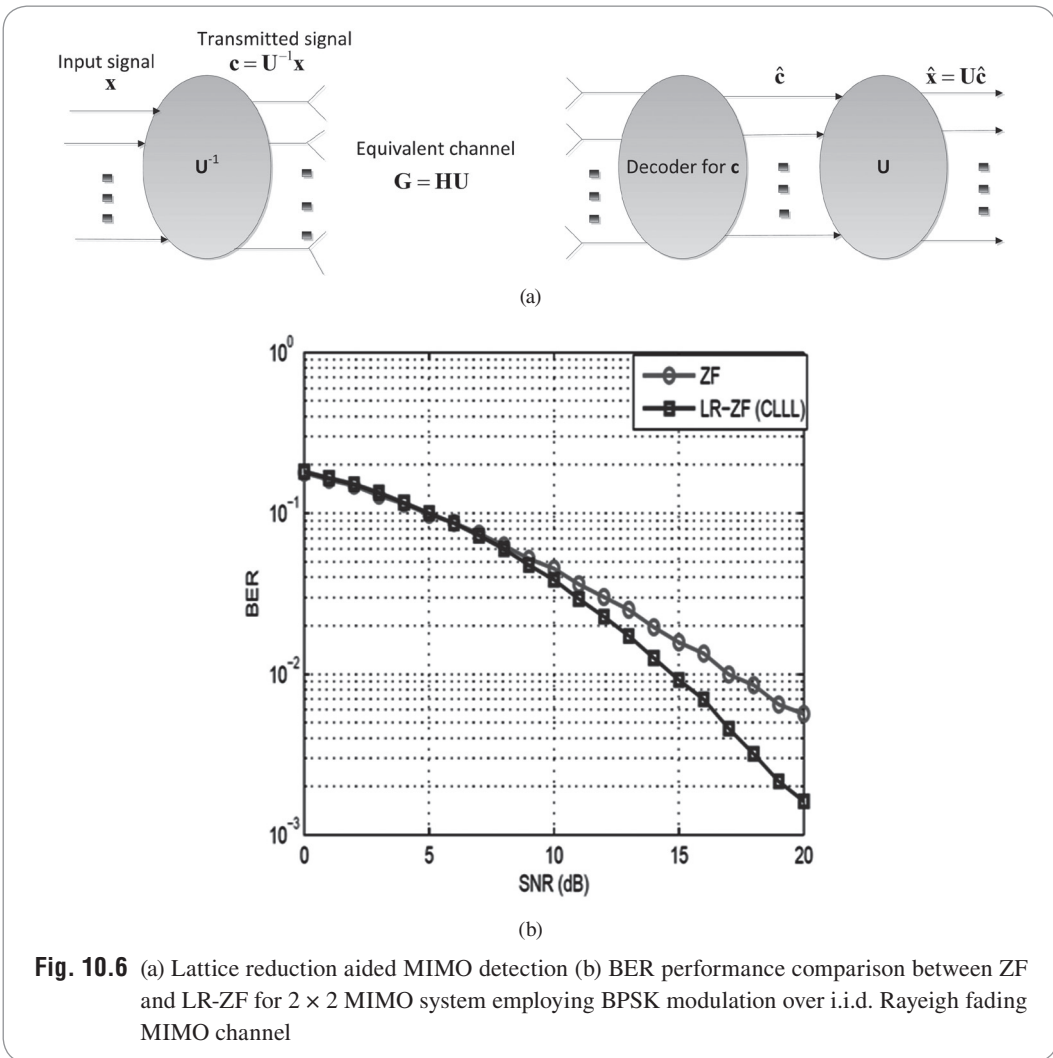 Transmitted signal
c = U⁻¹x
Input signal
x
U⁻¹
Equivalent channel
G = HU
ĉ
x̂ = Uĉ
Decoder for c
U
(a)
10⁰
10⁻¹
10⁻²
10⁻³
BER
ZF
LR-ZF (CLLL)
0 5 10 15 20
SNR (dB)
(b)
Fig. 10.6 (a) Lattice reduction aided MIMO detection (b) BER performance comparison between ZF
and LR-ZF for 2 × 2 MIMO system employing BPSK modulation over i.i.d. Rayeigh fading
MIMO channel